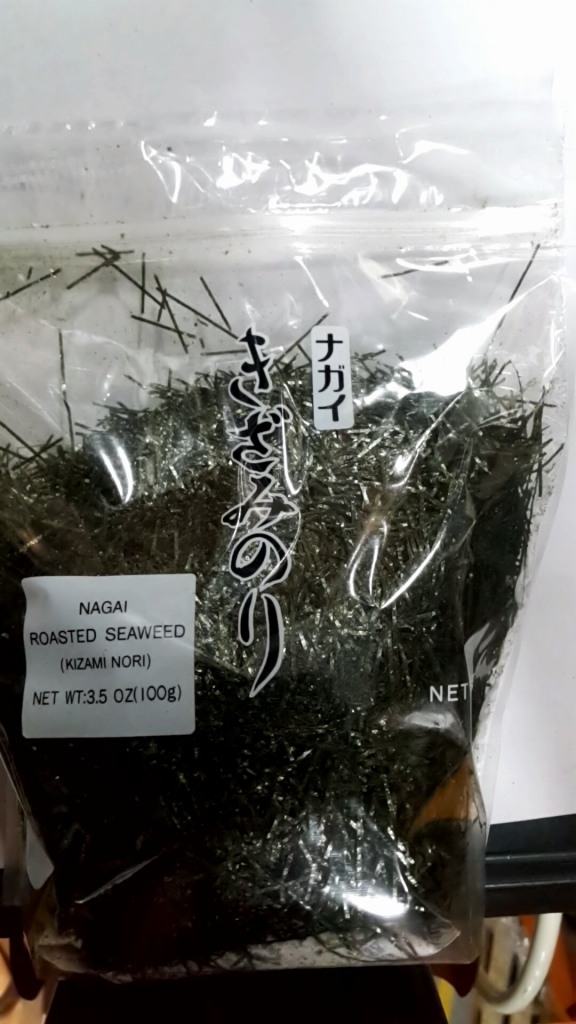 ナガイ
きざみのり
NAGAI
ROASTED SEAWEED
(KIZAMI NORI)
NET WT:3.5 OZ(100g)
NET